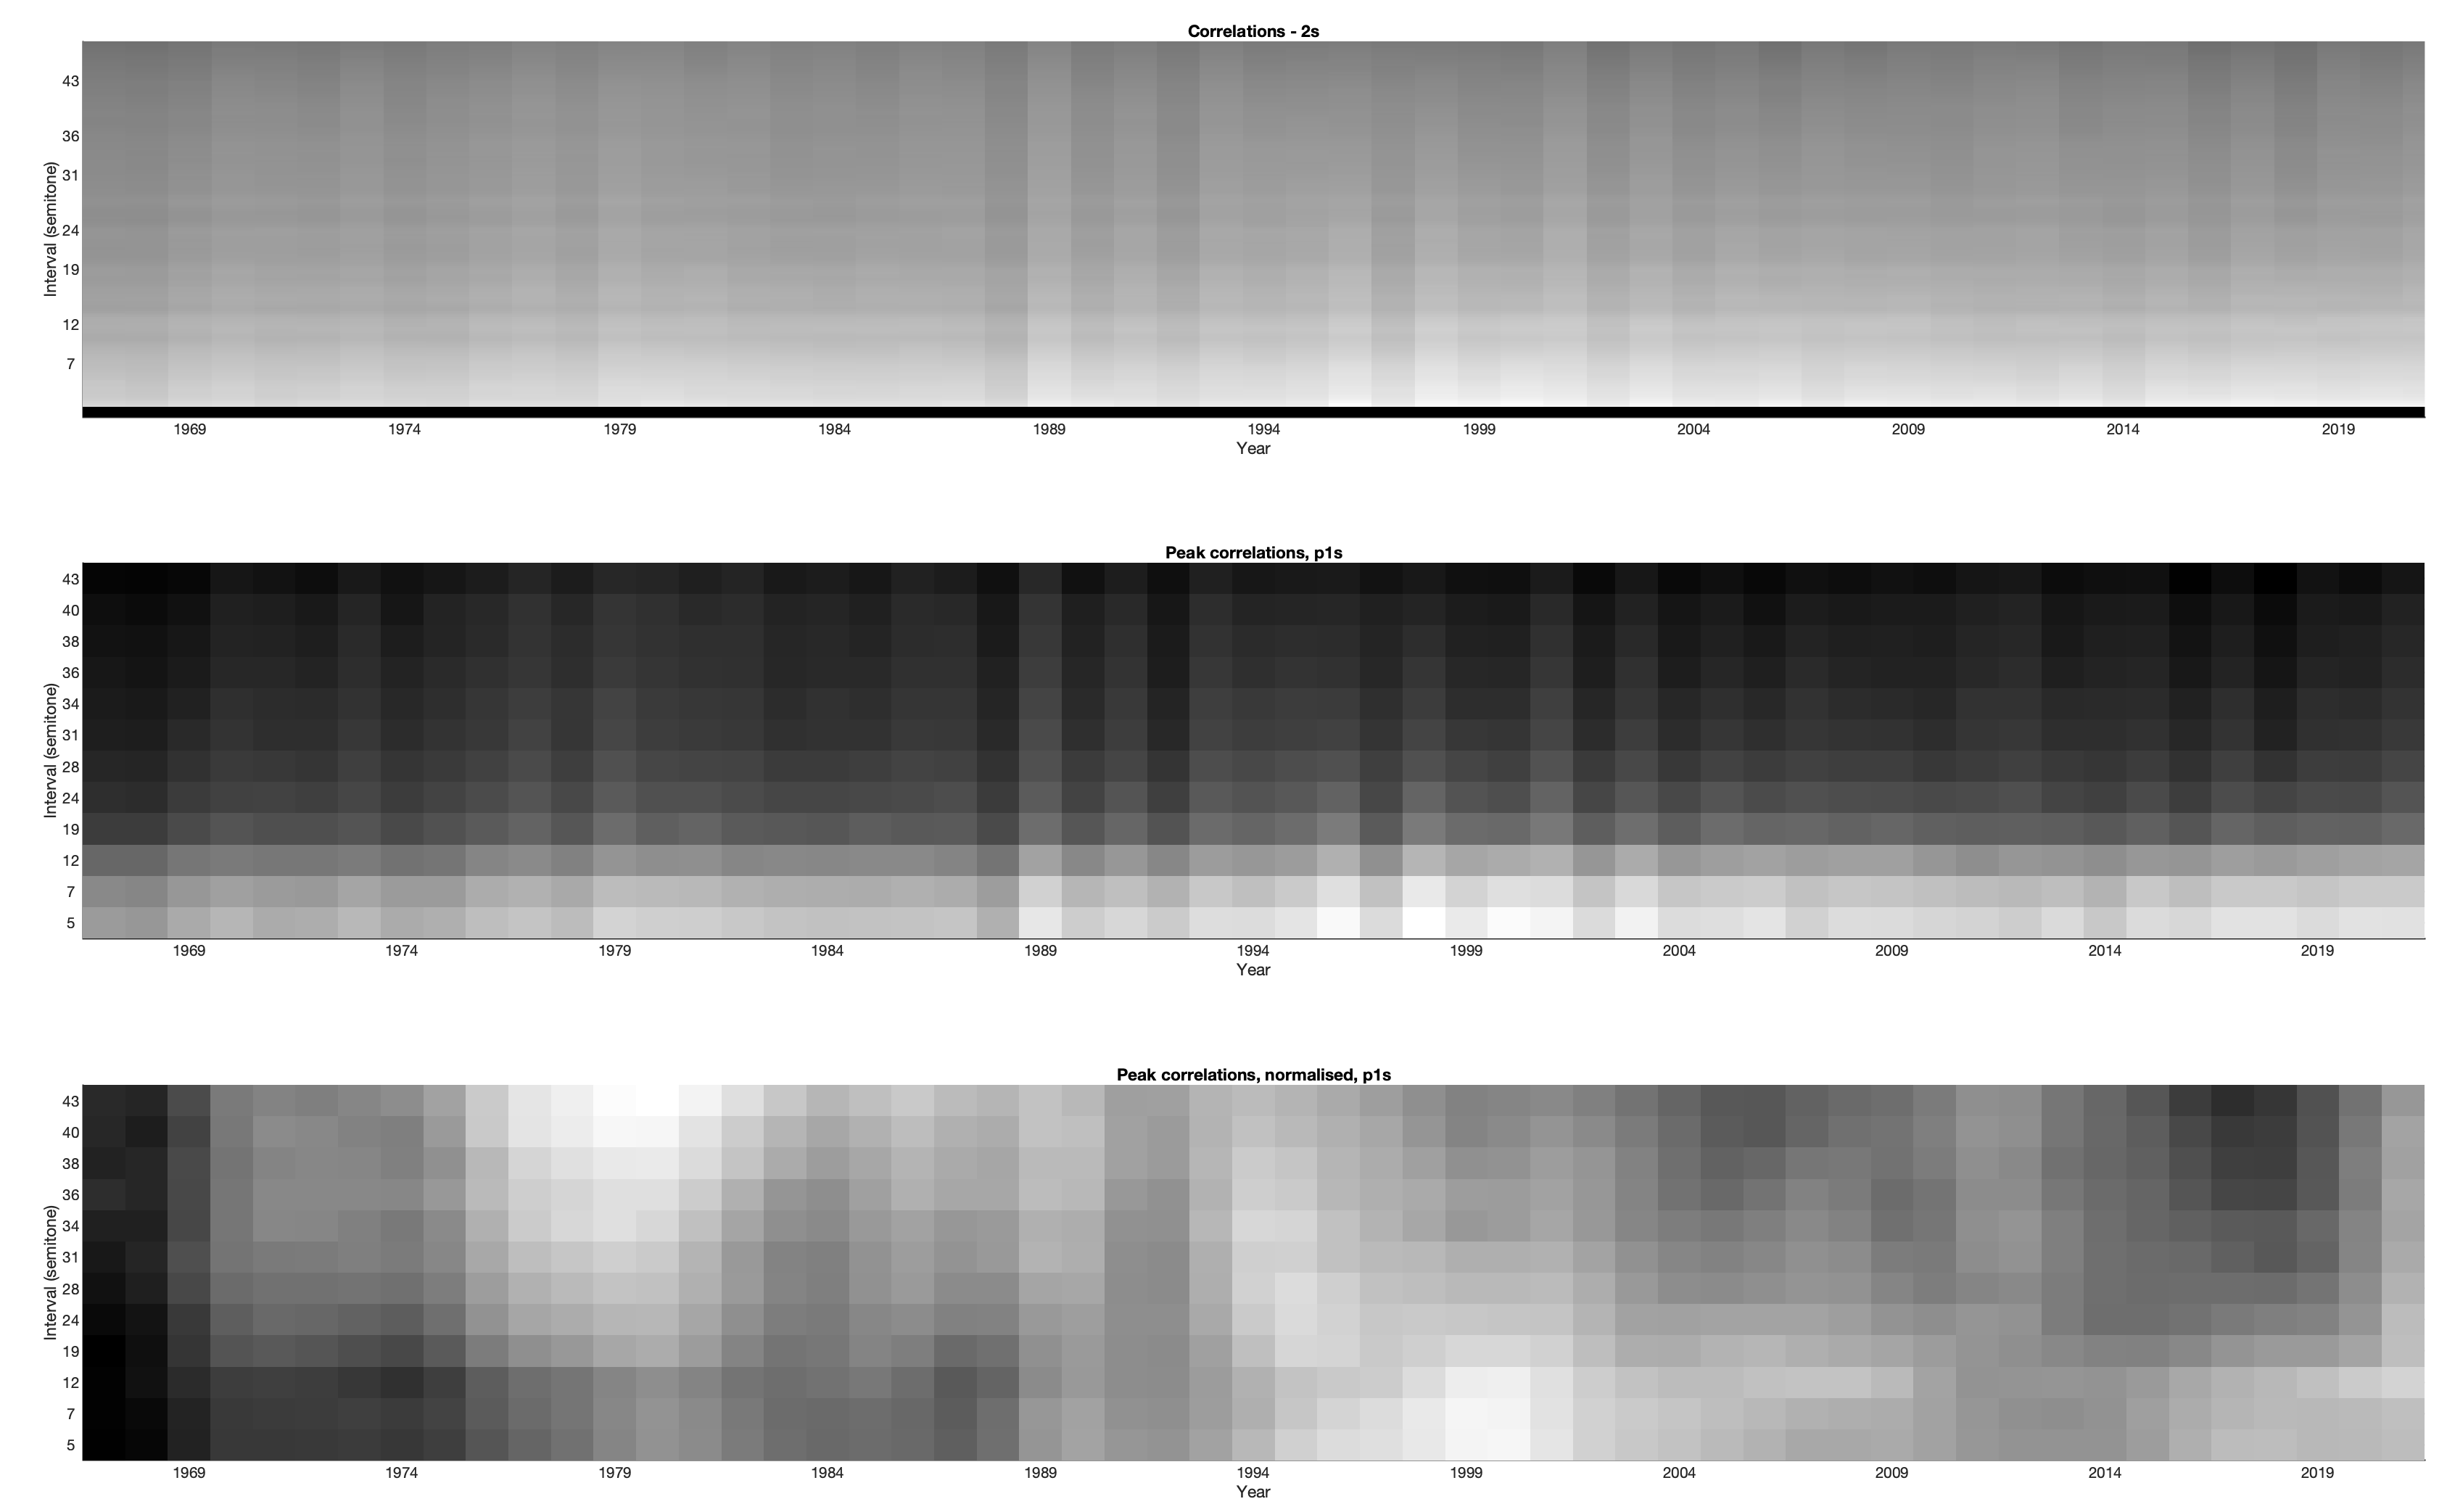 Correlations - 2s
Interval (semitone)
43
36
31
24
19
12
7
1969 1974 1979 1984 1989 1994 1999 2004 2009 2014 2019
Year
Peak correlations, p1s
Interval (semitone)
43
40
38
36
34
31
28
24
19
12
7
5
1969 1974 1979 1984 1989 1994 1999 2004 2009 2014 2019
Year
Peak correlations, normalised, p1s
Interval (semitone)
43
40
38
36
34
31
28
24
19
12
7
5
1969 1974 1979 1984 1989 1994 1999 2004 2009 2014 2019
Year